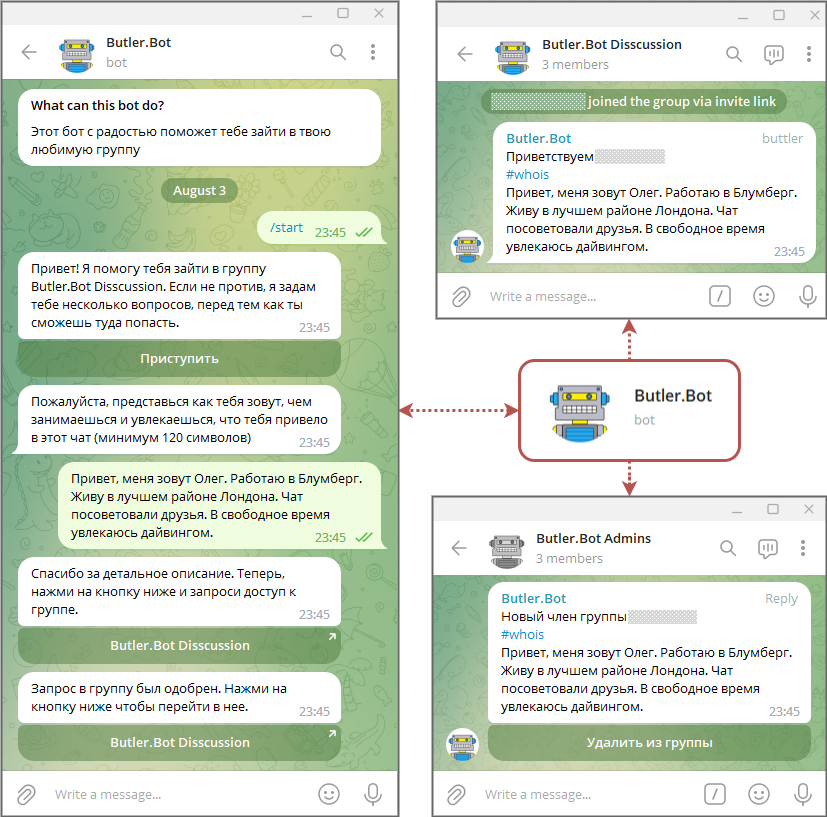 Butler.Bot
bot
What can this bot do?
Этот бот с радостью поможет тебе зайти в твою
любимую группу
August 3
/start 23:45
Привет! Я помогу тебя зайти в группу
Butler.Bot Disscussion. Если не против, я задам
тебе несколько вопросов, перед тем как ты
сможешь туда попасть. 23:45
Приступить
Пожалуйста, представься как тебя зовут, чем
занимаешься и увлекаешься, что тебя привело
в этот чат (минимум 120 символов) 23:45
Привет, меня зовут Олег. Работаю в Блумберг.
Живу в лучшем районе Лондона. Чат
посоветовали друзья. В свободное время
увлекаюсь дайвингом. 23:45
Спасибо за детальное описание. Теперь,
нажми на кнопку ниже и запроси доступ к
группе. 23:45
Butler.Bot Disscussion
Запрос в группу был одобрен. Нажми на
кнопку ниже чтобы перейти в нее. 23:45
Butler.Bot Disscussion
Write a message...
Butler.Bot Disscussion
3 members
joined the group via invite link
Butler.Bot buttler
Приветствуем
#whois
Привет, меня зовут Олег. Работаю в Блумберг.
Живу в лучшем районе Лондона. Чат
посоветовали друзья. В свободное время
увлекаюсь дайвингом. 23:45
Write a message...
Butler.Bot
bot
Butler.Bot Admins
3 members
Butler.Bot Reply
Новый член группы
#whois
Привет, меня зовут Олег. Работаю в Блумберг.
Живу в лучшем районе Лондона. Чат
посоветовали друзья. В свободное время
увлекаюсь дайвингом. 23:45
Удалить из группы
Write a message...